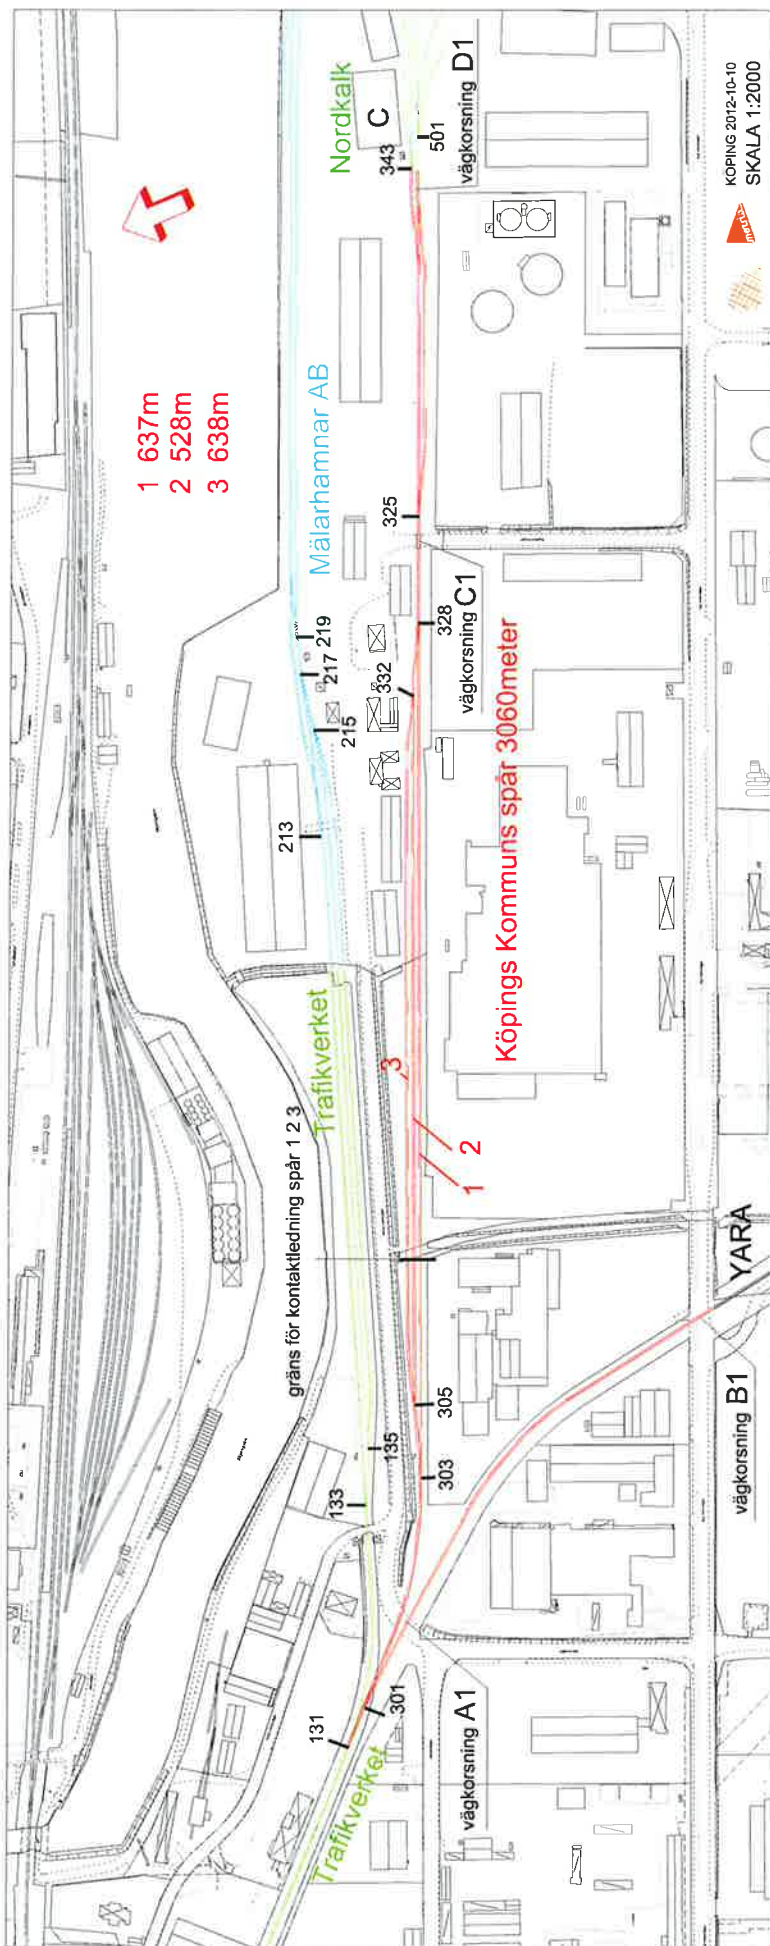 Nordkalk
C
343
501
vägkorsning D1
KÖPING 2012-10-10
SKALA 1:2000
1 637m
2 528m
3 638m
Mälarhamnar AB
325
219
217
215
213
328
332
vägkorsning C1
Köpings Kommuns spår 3060meter
Trafikverket
3
2
1
gräns för kontaktledning spår 1 2 3
YARA
305
303
135
133
vägkorsning B1
131
301
Trafikverket
vägkorsning A1